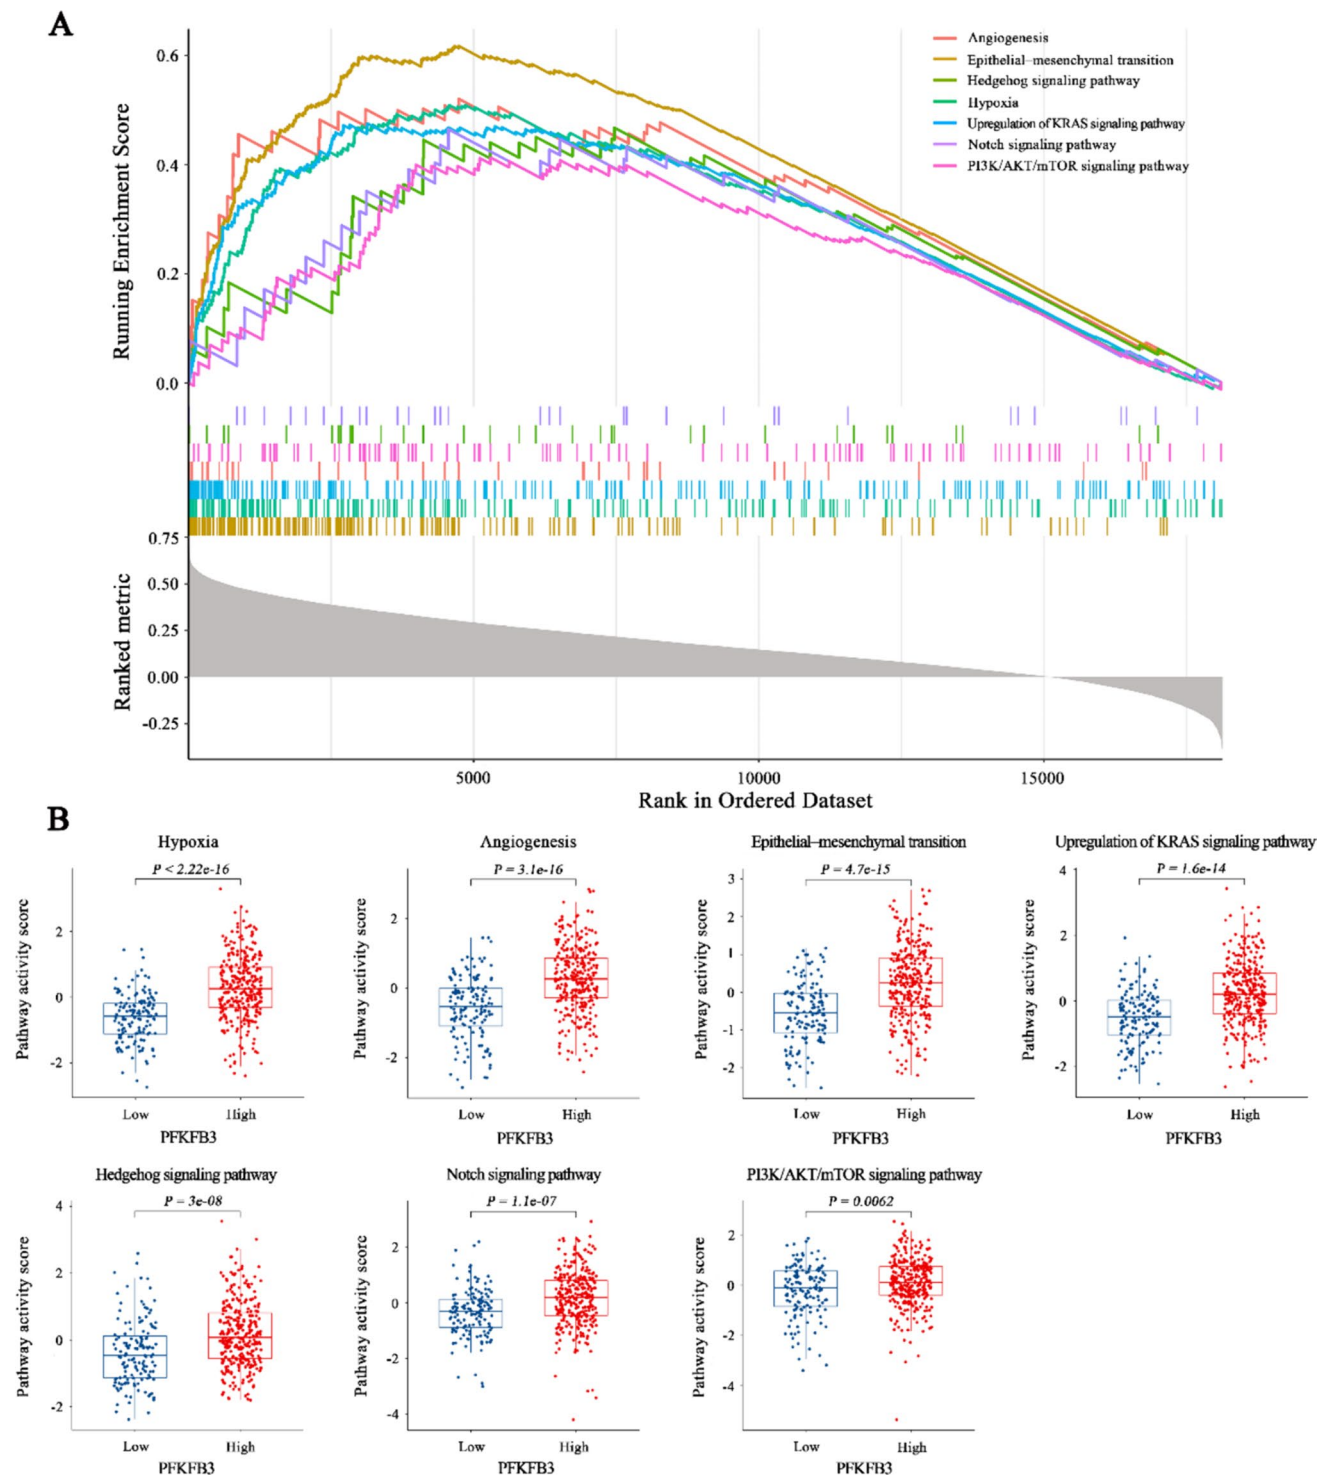 A
Running Enrichment Score
0.6
0.4
0.2
0.0
Angiogenesis
Epithelial–mesenchymal transition
Hedgehog signaling pathway
Hypoxia
Upregulation of KRAS signaling pathway
Notch signaling pathway
PI3K/AKT/mTOR signaling pathway
Ranked metric
0.75
0.50
0.25
0.00
-0.25
5000
10000
15000
Rank in Ordered Dataset
B
Hypoxia
P < 2.22e-16
Pathway activity score
2
0
-2
Low
High
PFKFB3
Angiogenesis
P = 3.1e-16
Pathway activity score
2
0
-2
Low
High
PFKFB3
Epithelial–mesenchymal transition
P = 4.7e-15
Pathway activity score
3
2
1
0
-1
-2
Low
High
PFKFB3
Upregulation of KRAS signaling pathway
P = 1.6e-14
Pathway activity score
4
2
0
-2
Low
High
PFKFB3
Hedgehog signaling pathway
P = 3e-08
Pathway activity score
4
2
0
-2
Low
High
PFKFB3
Notch signaling pathway
P = 1.1e-07
Pathway activity score
2
0
-2
-4
Low
High
PFKFB3
PI3K/AKT/mTOR signaling pathway
P = 0.0062
Pathway activity score
2
0
-2
-4
Low
High
PFKFB3